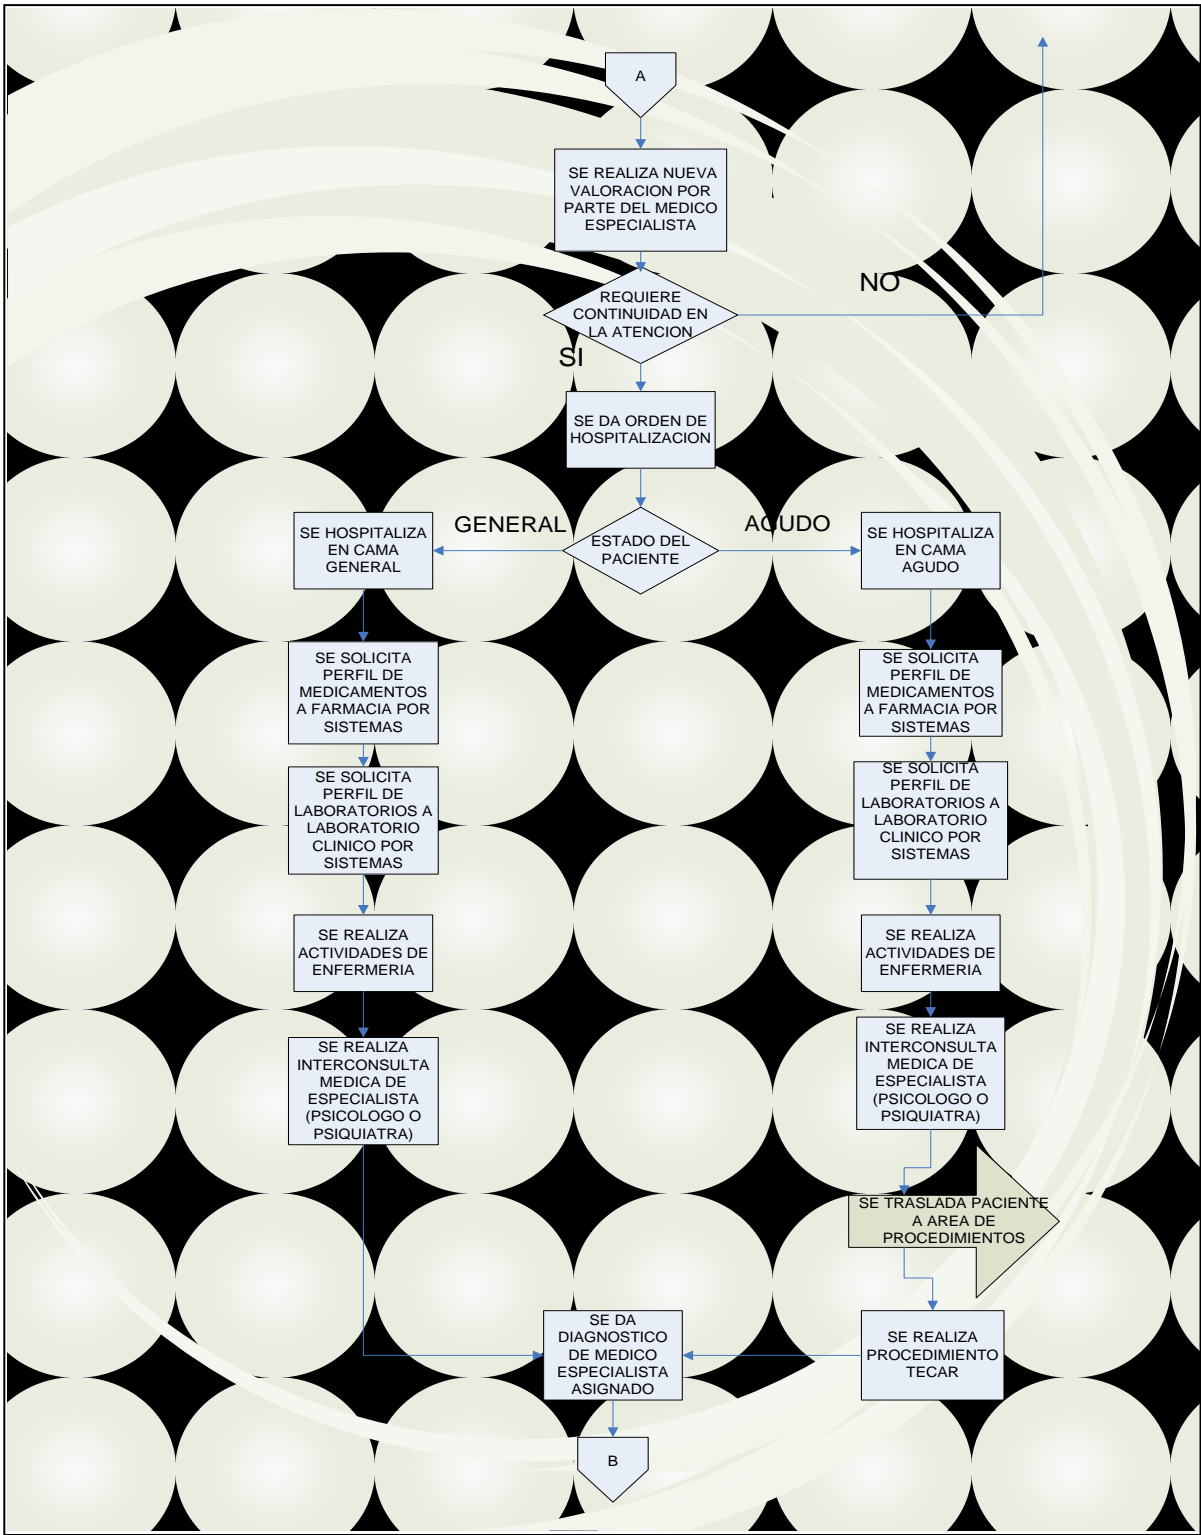 A
SE REALIZA NUEVA
VALORACION POR
PARTE DEL MEDICO
ESPECIALISTA
REQUIERE
CONTINUIDAD EN
LA ATENCION
NO
SI
SE DA ORDEN DE
HOSPITALIZACION
ESTADO DEL
PACIENTE
GENERAL
AGUDO
SE HOSPITALIZA
EN CAMA
GENERAL
SE SOLICITA
PERFIL DE
MEDICAMENTOS
A FARMACIA POR
SISTEMAS
SE SOLICITA
PERFIL DE
LABORATORIOS A
LABORATORIO
CLINICO POR
SISTEMAS
SE REALIZA
ACTIVIDADES DE
ENFERMERIA
SE REALIZA
INTERCONSULTA
MEDICA DE
ESPECIALISTA
(PSICOLOGO O
PSIQUIATRA)
SE HOSPITALIZA
EN CAMA
AGUDO
SE SOLICITA
PERFIL DE
MEDICAMENTOS
A FARMACIA POR
SISTEMAS
SE SOLICITA
PERFIL DE
LABORATORIOS A
LABORATORIO
CLINICO POR
SISTEMAS
SE REALIZA
ACTIVIDADES DE
ENFERMERIA
SE REALIZA
INTERCONSULTA
MEDICA DE
ESPECIALISTA
(PSICOLOGO O
PSIQUIATRA)
SE TRASLADA PACIENTE
A AREA DE
PROCEDIMIENTOS
SE REALIZA
PROCEDIMIENTO
TECAR
SE DA
DIAGNOSTICO
DE MEDICO
ESPECIALISTA
ASIGNADO
B